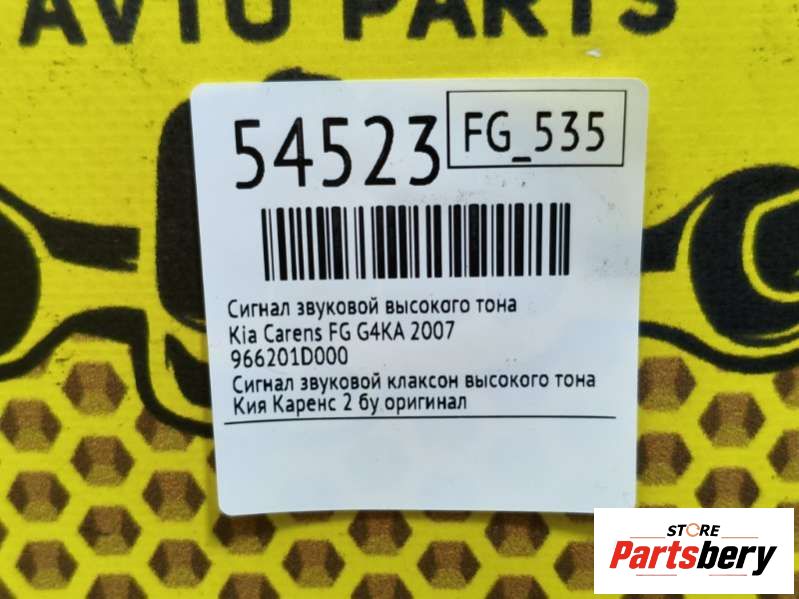 AVTO PARTS
54523
FG_535
Сигнал звуковой высокого тона
Kia Carens FG G4KA 2007
966201D000
Сигнал звуковой клаксон высокого тона
Кия Каренс 2 бу оригинал
STORE
Partsbery